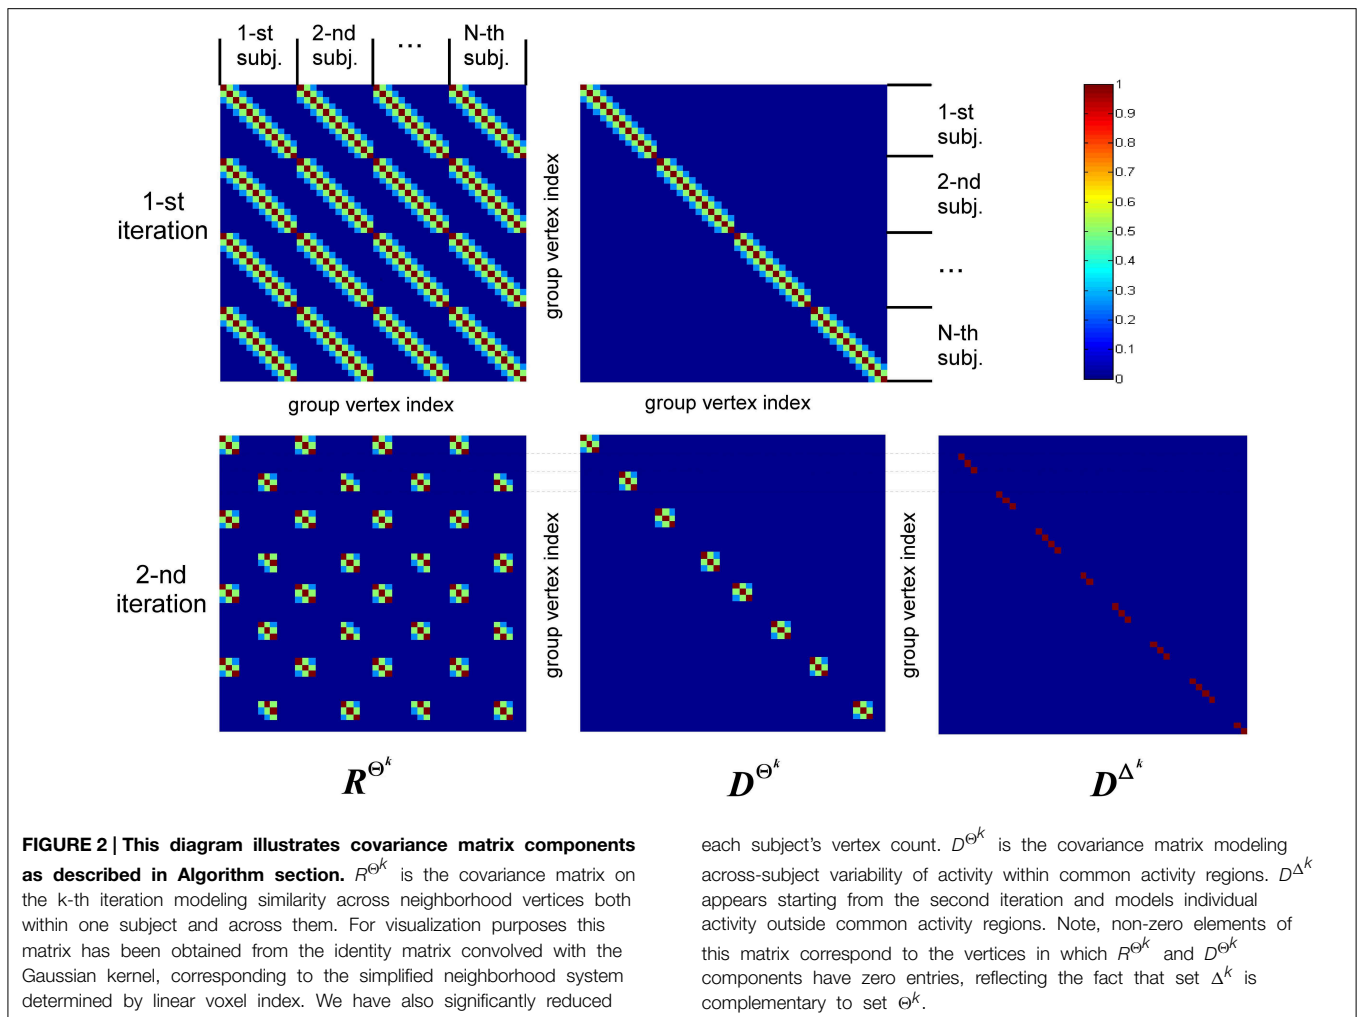 1-st subj.
2-nd subj.
...
N-th subj.
1-st iteration
group vertex index
group vertex index
group vertex index
1-st subj.
2-nd subj.
...
N-th subj.
1
0.9
0.8
0.7
0.6
0.5
0.4
0.3
0.2
0.1
0
2-nd iteration
group vertex index
group vertex index
R^Θ^k
D^Θ^k
D^Δ^k
FIGURE 2 | This diagram illustrates covariance matrix components
as described in Algorithm section. R^Θ^k is the covariance matrix on
the k-th iteration modeling similarity across neighborhood vertices both
within one subject and across them. For visualization purposes this
matrix has been obtained from the identity matrix convolved with the
Gaussian kernel, corresponding to the simplified neighborhood system
determined by linear voxel index. We have also significantly reduced
each subject's vertex count. D^Θ^k is the covariance matrix modeling
across-subject variability of activity within common activity regions. D^Δ^k
appears starting from the second iteration and models individual
activity outside common activity regions. Note, non-zero elements of
this matrix correspond to the vertices in which R^Θ^k and D^Θ^k
components have zero entries, reflecting the fact that set Δ^k is
complementary to set Θ^k.